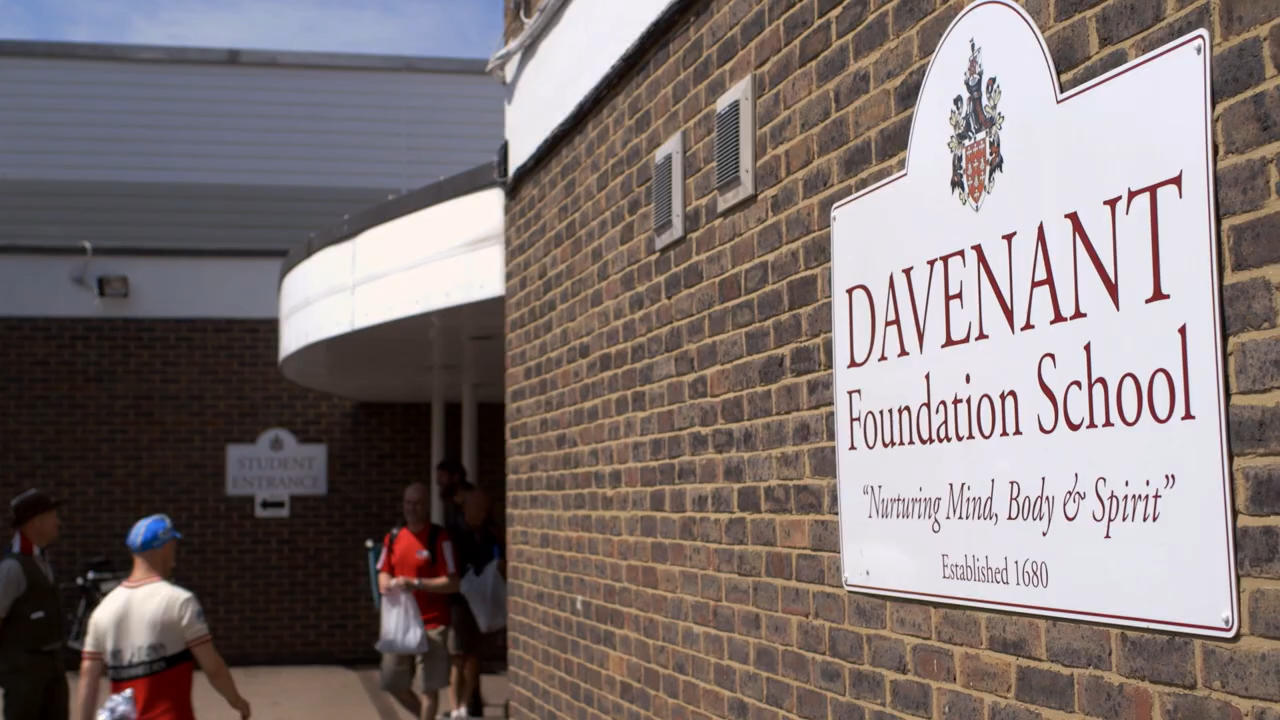 DAVENANT
Foundation School
“Nurturing Mind, Body & Spirit”
Established 1680
STUDENT
ENTRANCE